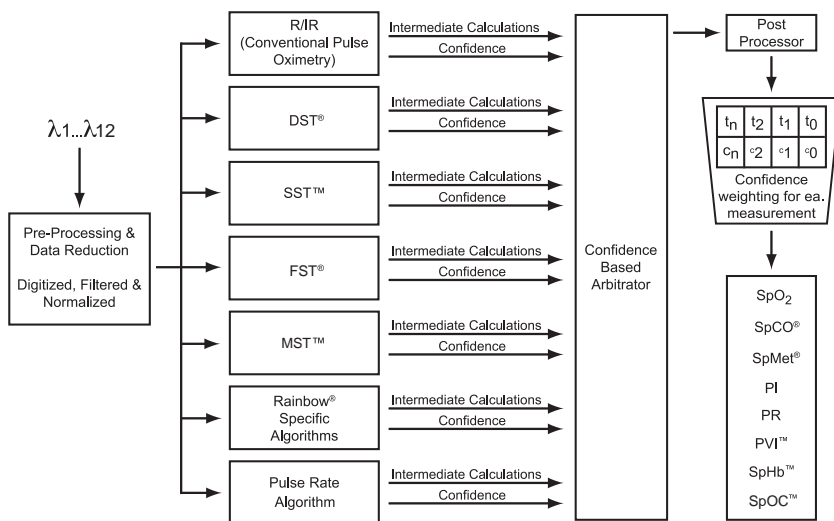 λ1...λ12
Pre-Processing &
Data Reduction
Digitized, Filtered &
Normalized
R/IR
(Conventional Pulse
Oximetry)
Intermediate Calculations
Confidence
DST®
Intermediate Calculations
Confidence
SST™
Intermediate Calculations
Confidence
FST®
Intermediate Calculations
Confidence
MST™
Intermediate Calculations
Confidence
Rainbow®
Specific
Algorithms
Intermediate Calculations
Confidence
Pulse Rate
Algorithm
Intermediate Calculations
Confidence
Confidence
Based
Arbitrator
Post
Processor
tn t2 t1 t0
cn c2 c1 c0
Confidence
weighting for ea.
measurement
SpO2
SpCO®
SpMet®
PI
PR
PVI™
SpHb™
SpOC™